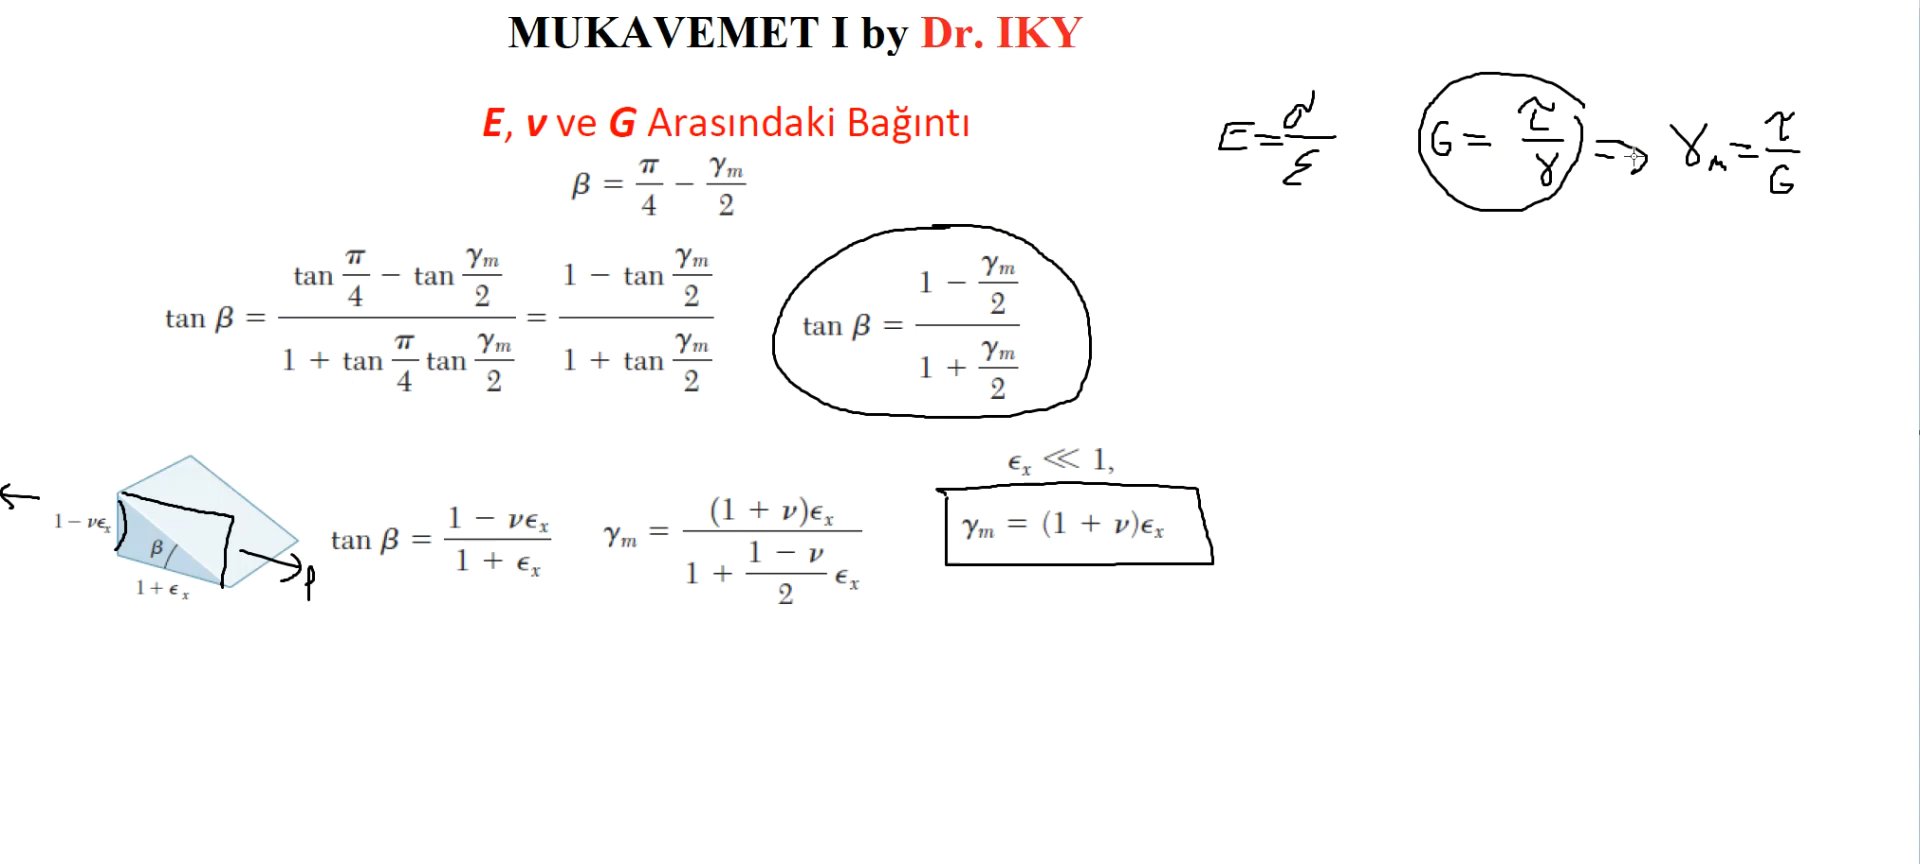 MUKAVEMET I by Dr. IKY
E, ν ve G Arasındaki Bağıntı
E = σ/ε
G = τ/γ ⇒ γm = τ/G
β = π/4 − γm/2
tan β = (tan π/4 − tan γm/2) / (1 + tan π/4 tan γm/2) = (1 − tan γm/2) / (1 + tan γm/2)
tan β = (1 − γm/2) / (1 + γm/2)
1 − νϵx
β
1 + ϵx
P
tan β = (1 − νϵx) / (1 + ϵx)
γm = (1 + ν)ϵx / (1 + (1 − ν)/2 ϵx)
ϵx ≪ 1,
γm = (1 + ν)ϵx